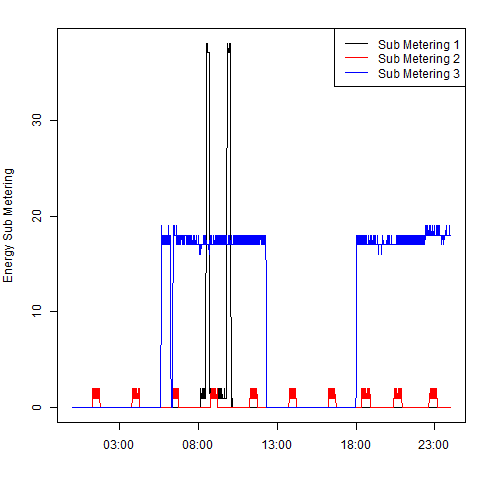 Sub Metering 1
Sub Metering 2
Sub Metering 3
Energy Sub Metering
30
20
10
0
03:00 08:00 13:00 18:00 23:00